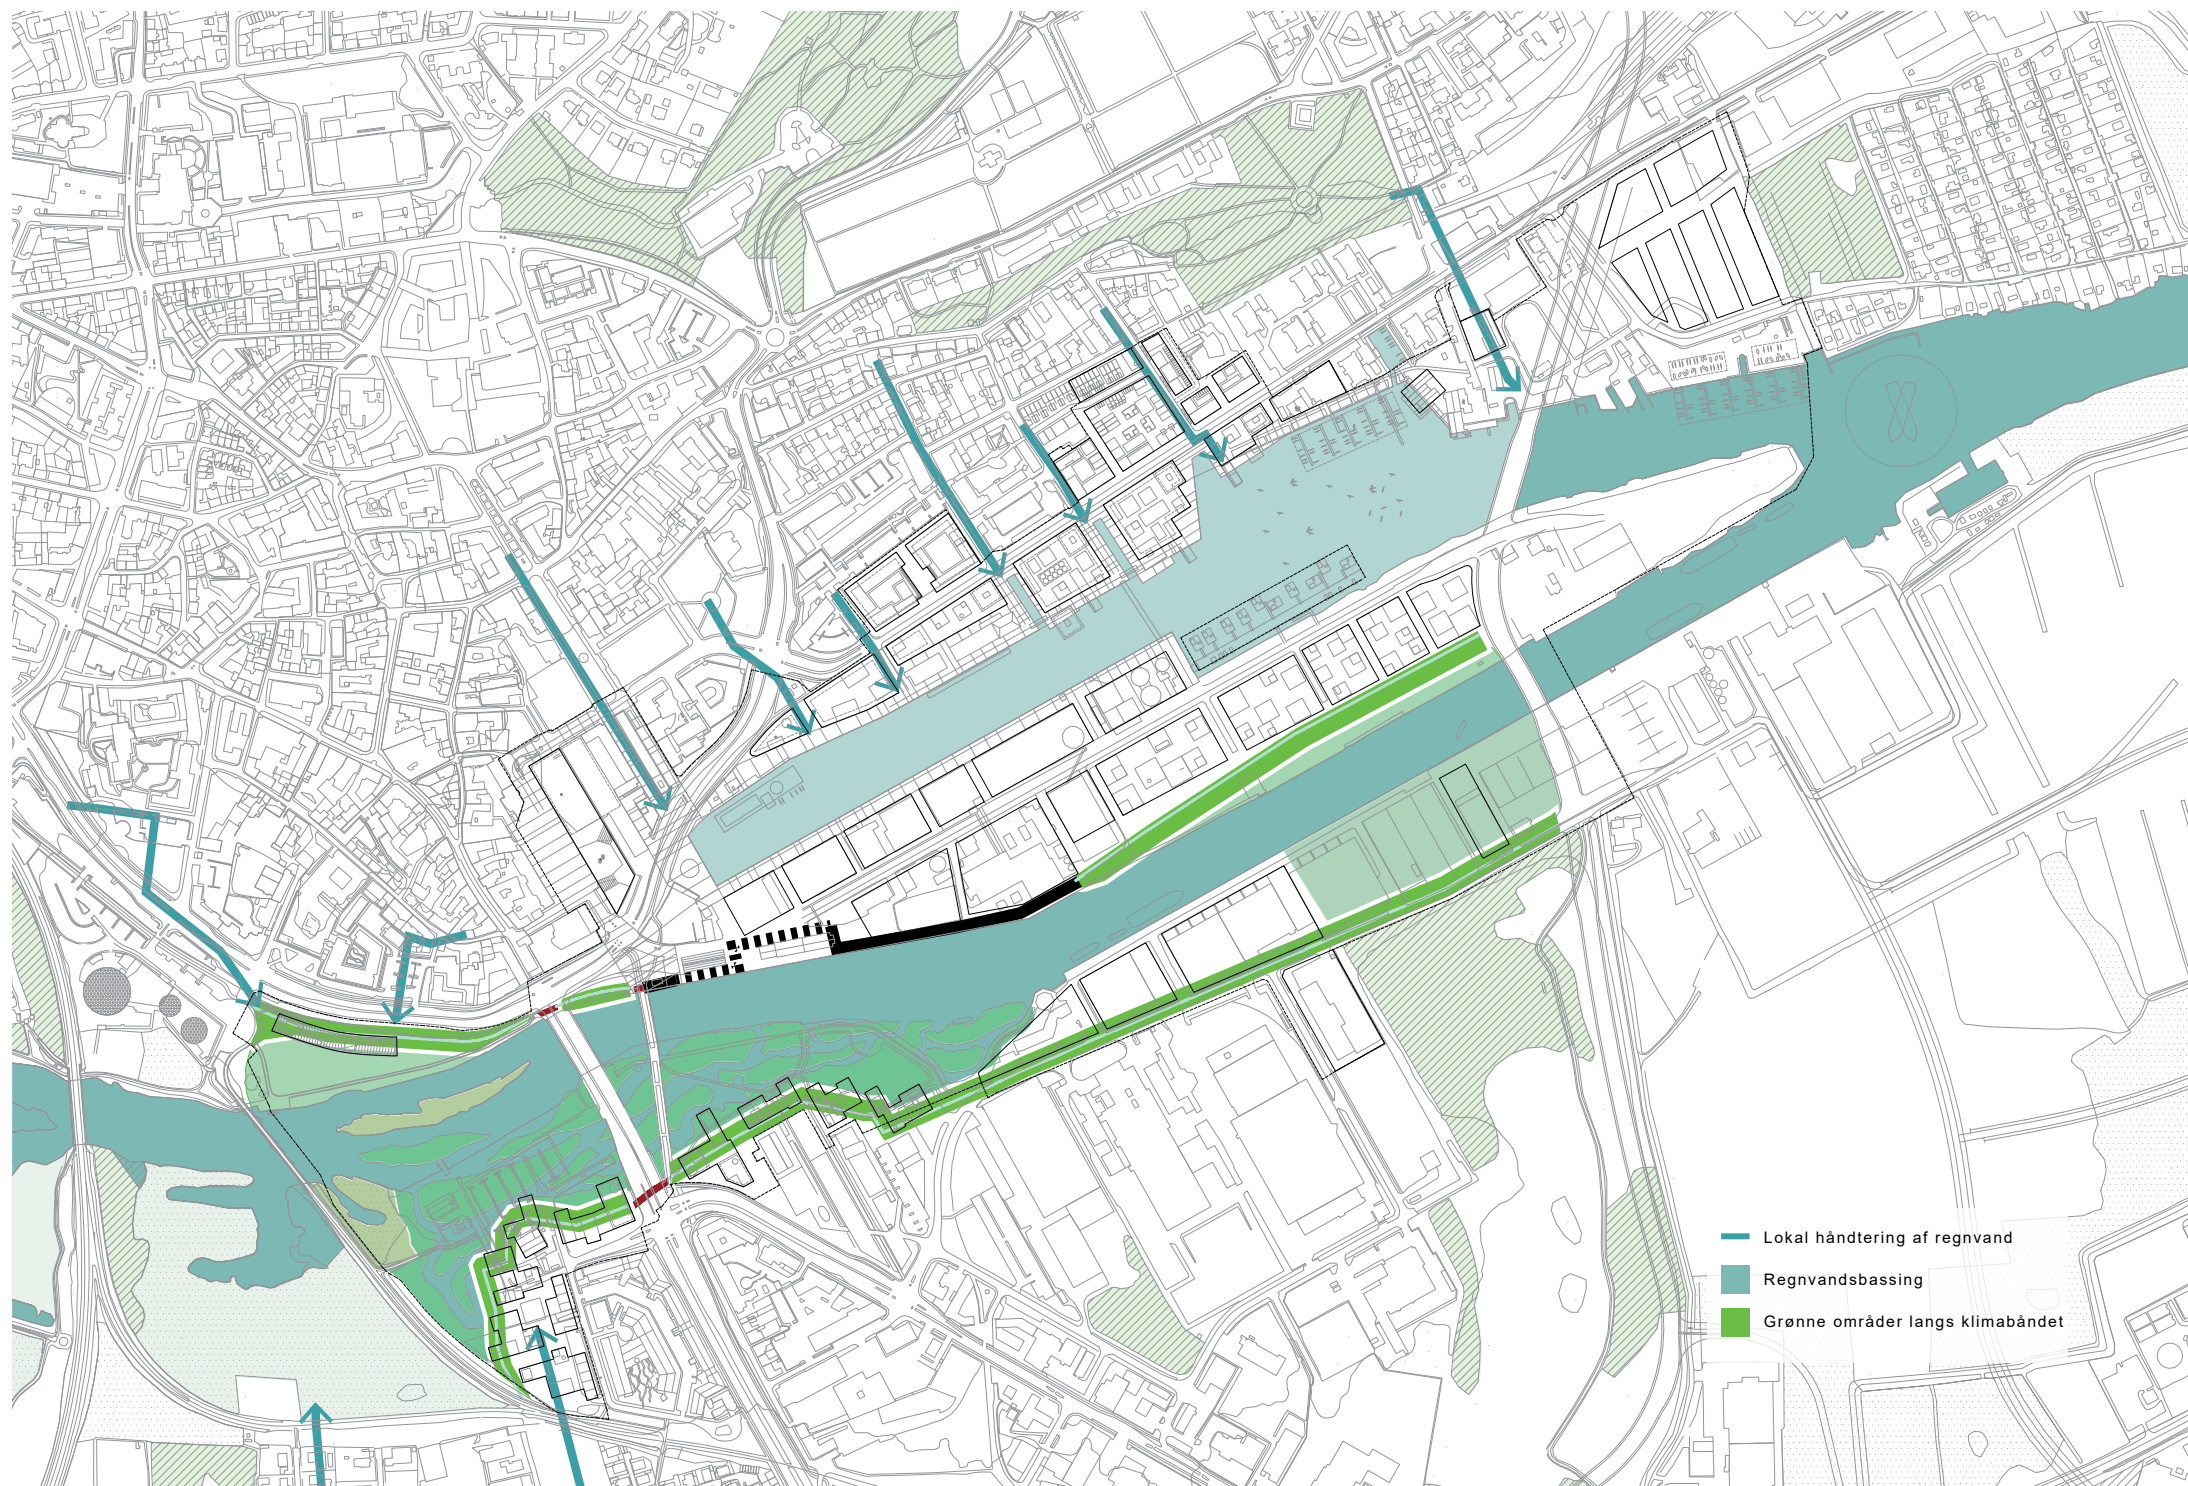 Lokal håndtering af regnvand
Regnvandsbassing
Grønne områder langs klimabåndet